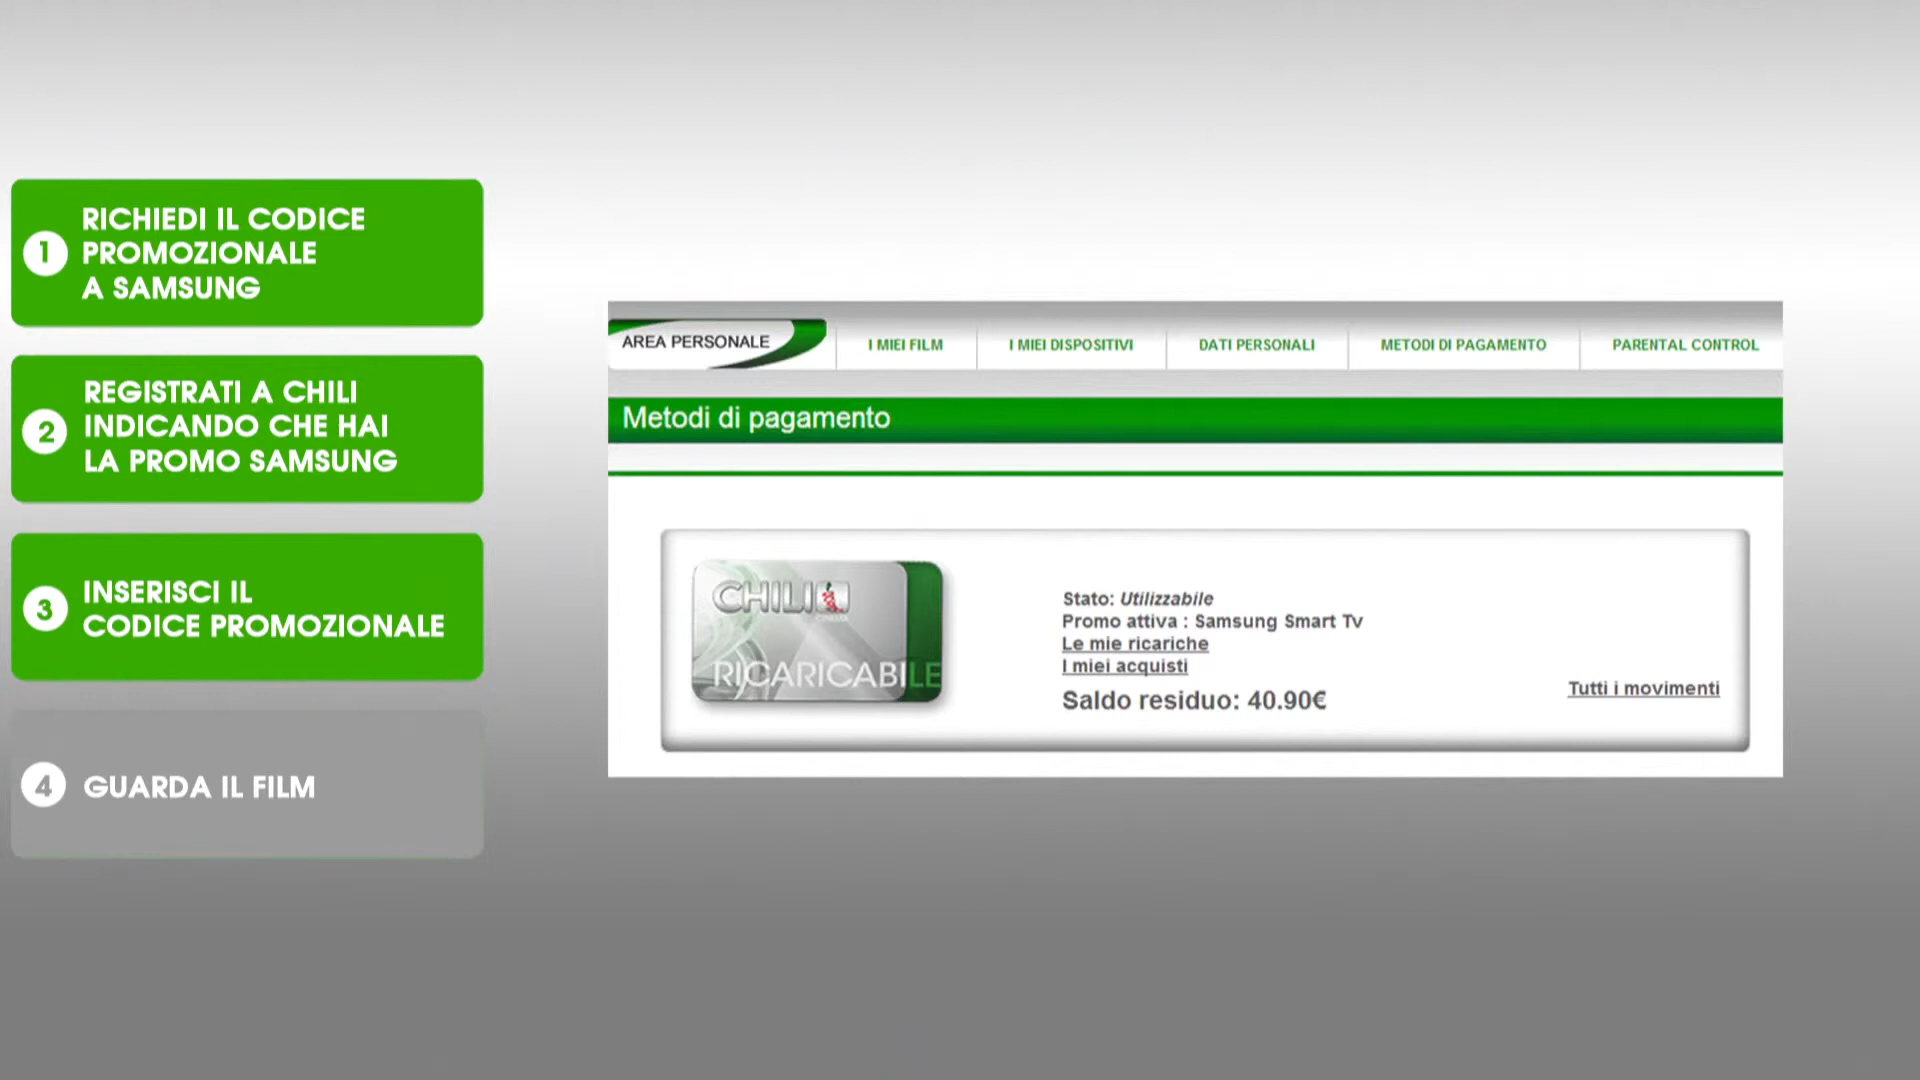 1
RICHIEDI IL CODICE
PROMOZIONALE
A SAMSUNG
2
REGISTRATI A CHILI
INDICANDO CHE HAI
LA PROMO SAMSUNG
3
INSERISCI IL
CODICE PROMOZIONALE
4
GUARDA IL FILM
AREA PERSONALE
I MIEI FILM
I MIEI DISPOSITIVI
DATI PERSONALI
METODI DI PAGAMENTO
PARENTAL CONTROL
Metodi di pagamento
CHILI
CINEMA
RICARICABILE
Stato: Utilizzabile
Promo attiva : Samsung Smart Tv
Le mie ricariche
I miei acquisti
Saldo residuo: 40.90€
Tutti i movimenti